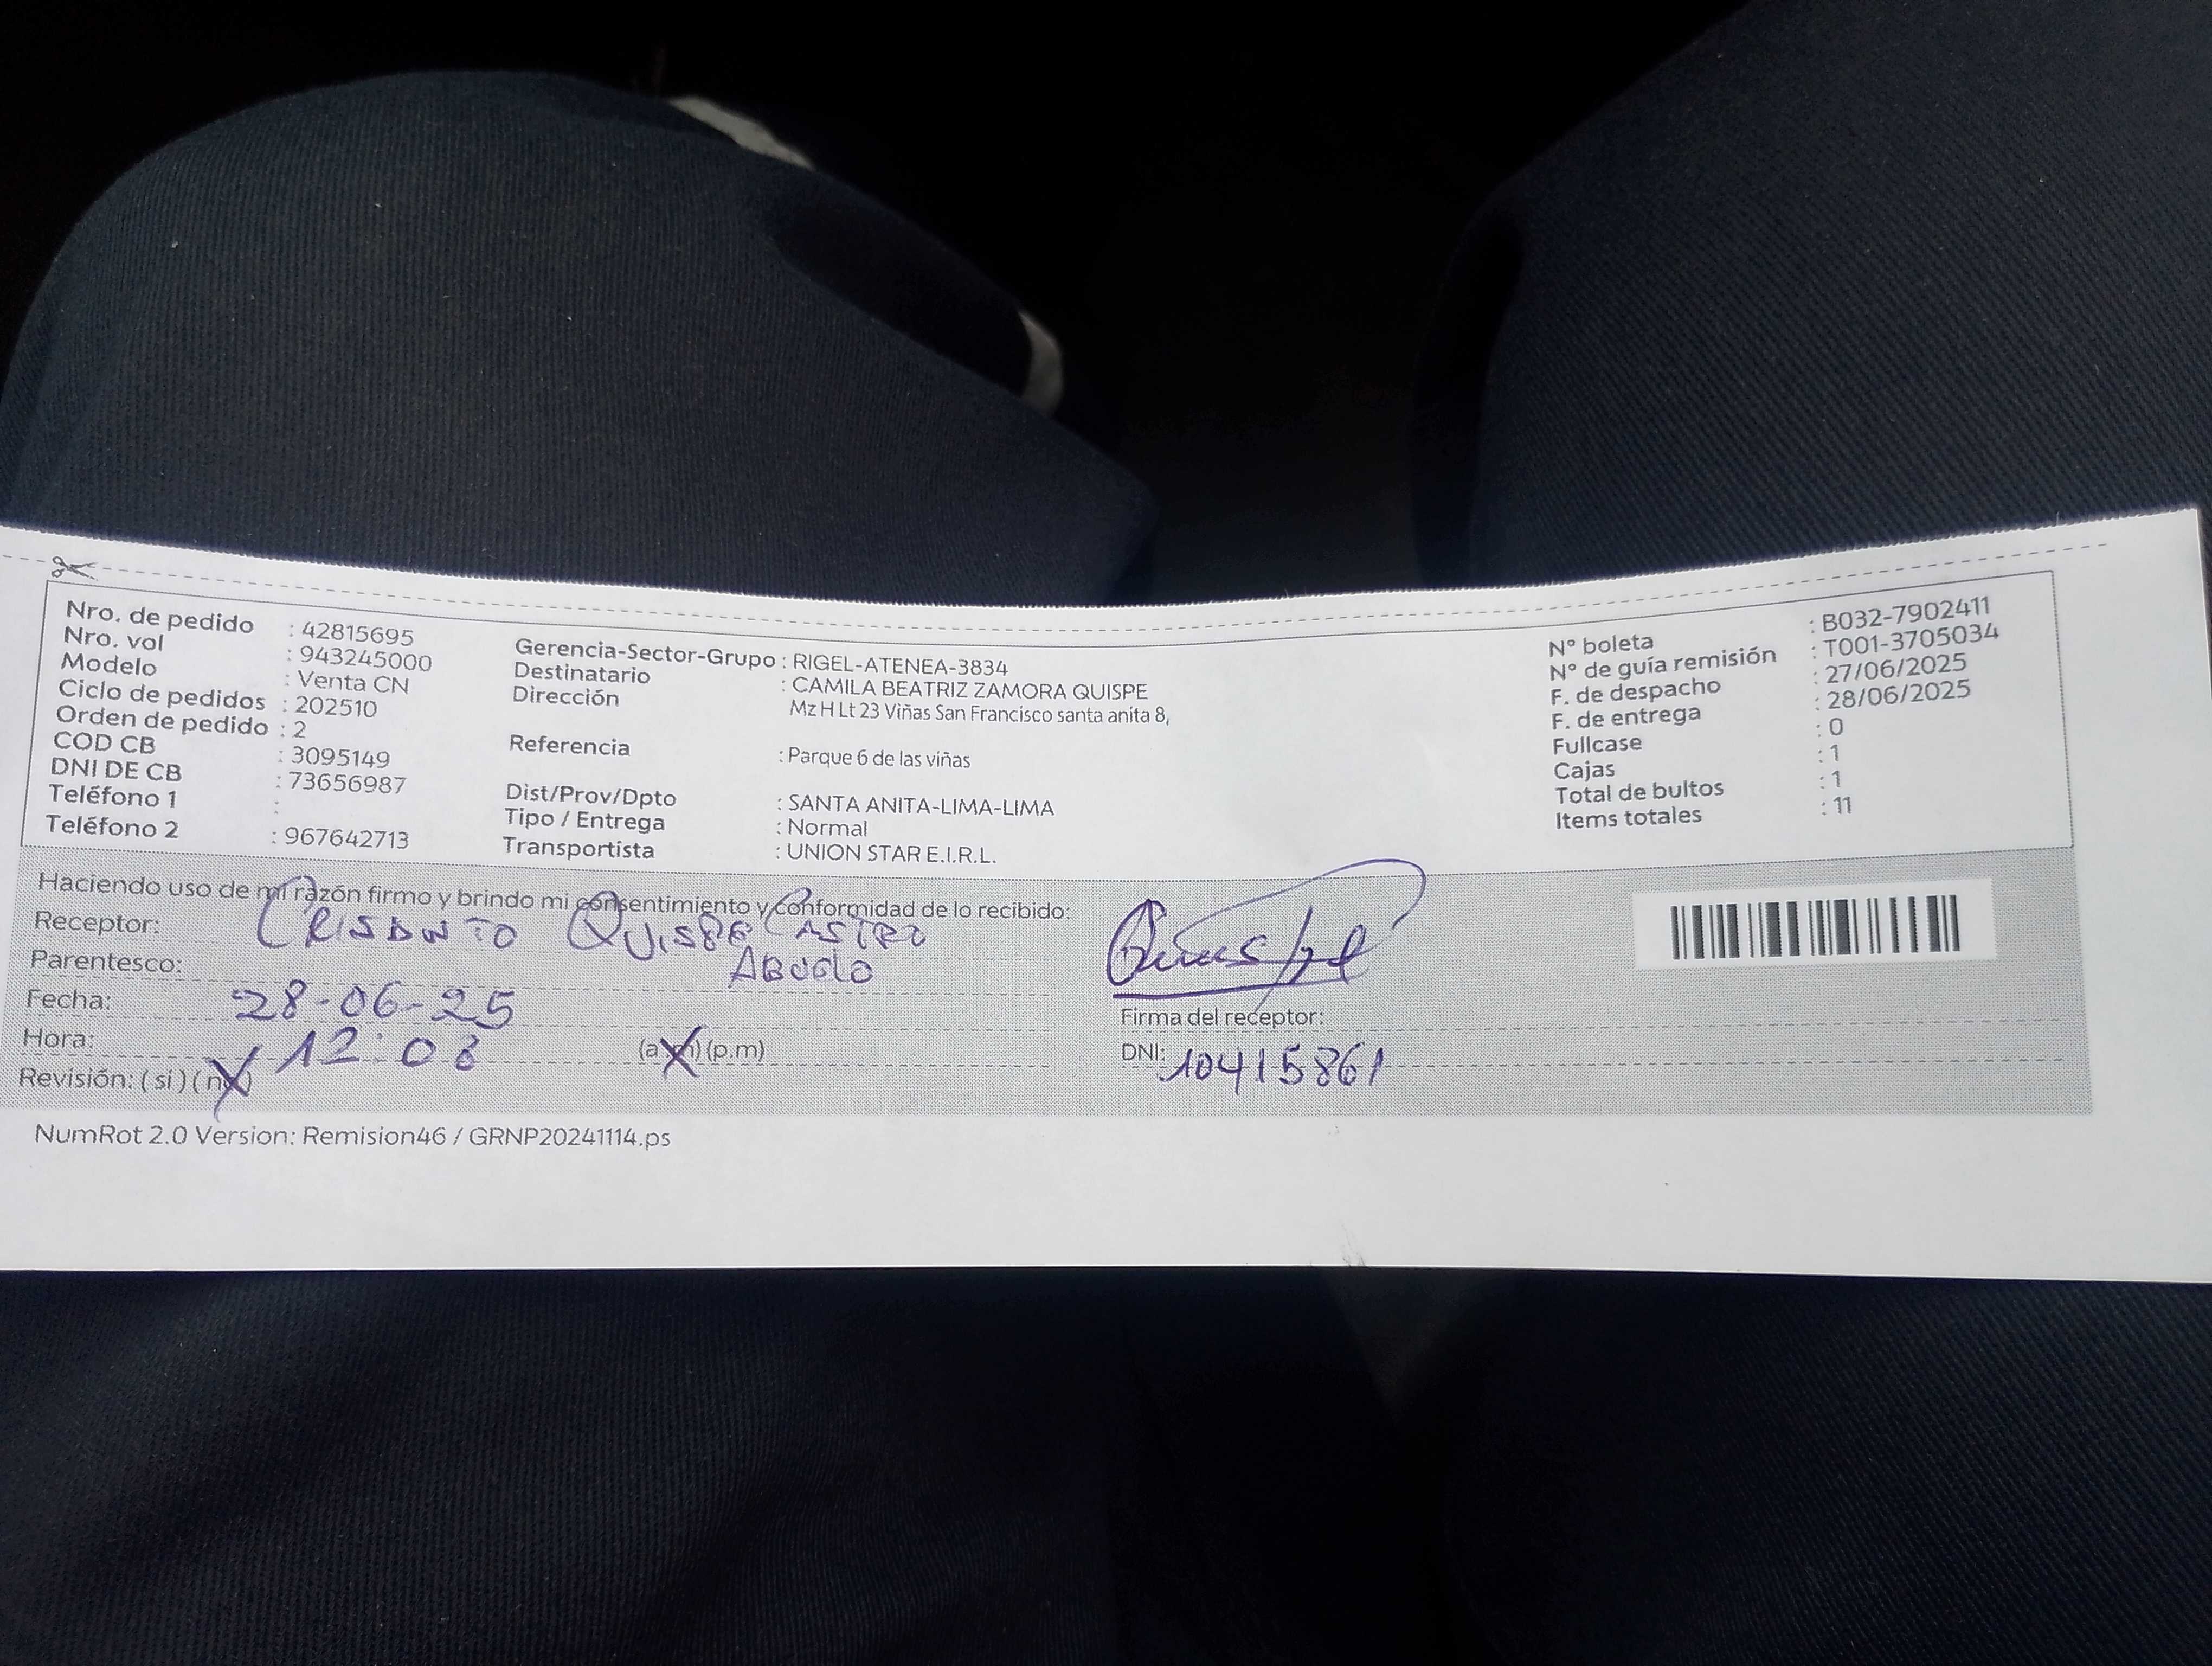 Nro. de pedido : 42815695
Nro. vol : 943245000
Modelo : Venta CN
Ciclo de pedidos : 202510
Orden de pedido : 2
COD CB : 3095149
DNI DE CB : 73656987
Teléfono 1 :
Teléfono 2 : 967642713
Gerencia-Sector-Grupo : RIGEL-ATENEA-3834
Destinatario : CAMILA BEATRIZ ZAMORA QUISPE
Dirección Mz H Lt 23 Viñas San Francisco santa anita 8,
Referencia : Parque 6 de las viñas
Dist/Prov/Dpto : SANTA ANITA-LIMA-LIMA
Tipo / Entrega : Normal
Transportista : UNION STAR E.I.R.L.
N° boleta : B032-7902411
N° de guía remisión : T001-3705034
F. de despacho : 27/06/2025
F. de entrega : 28/06/2025
Fullcase : 0
Cajas : 1
Total de bultos : 1
Items totales : 11
Haciendo uso de mi razón firmo y brindo mi consentimiento y conformidad de lo recibido:
Receptor: CRISANTO QUISPE CASTRO
Parentesco: ABUELO
Fecha: 28-06-25
Hora: 12:08 (a.m) (p.m)
Revisión: (si) (no)
Firma del receptor:
DNI: 10415861
NumRot 2.0 Version: Remision46 / GRNP20241114.ps